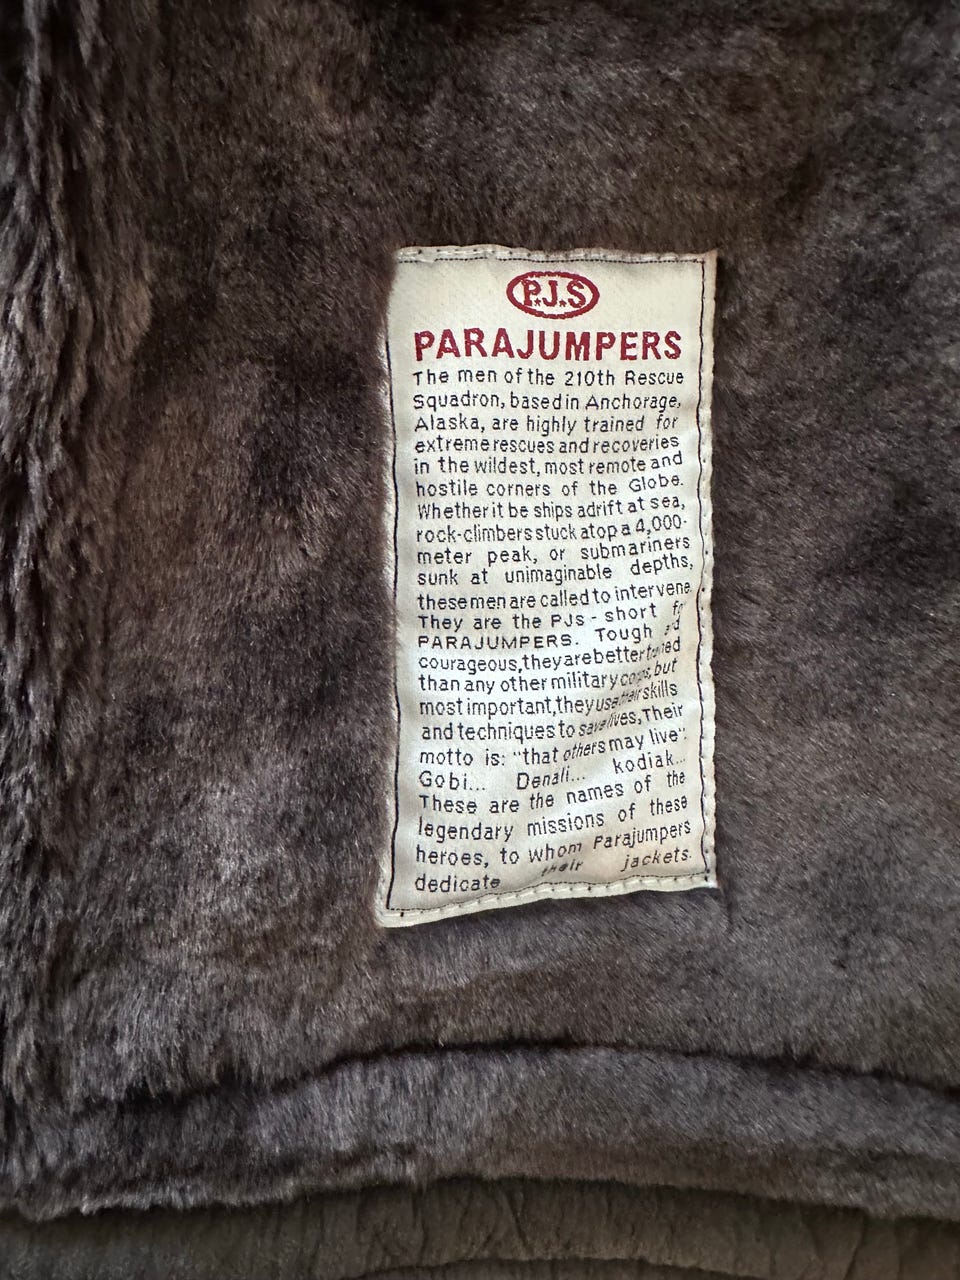 P.J.S
PARAJUMPERS
The men of the 210th Rescue
Squadron, based in Anchorage,
Alaska, are highly trained for
extreme rescues and recoveries
in the wildest, most remote and
hostile corners of the Globe.
Whether it be ships adrift at sea,
rock-climbers stuck atop a 4,000-
meter peak, or submariners
sunk at unimaginable depths,
these men are called to intervene.
They are the PJs - short
PARAJUMPERS. Tough
courageous, they are better trained
than any other military corps, but
most important, they use their skills
and techniques to save lives, Their
motto is: "that others may live".
Gobi... Denali... kodiak...
These are the names of the
legendary missions of these
heroes, to whom Parajumpers
dedicate their jackets.